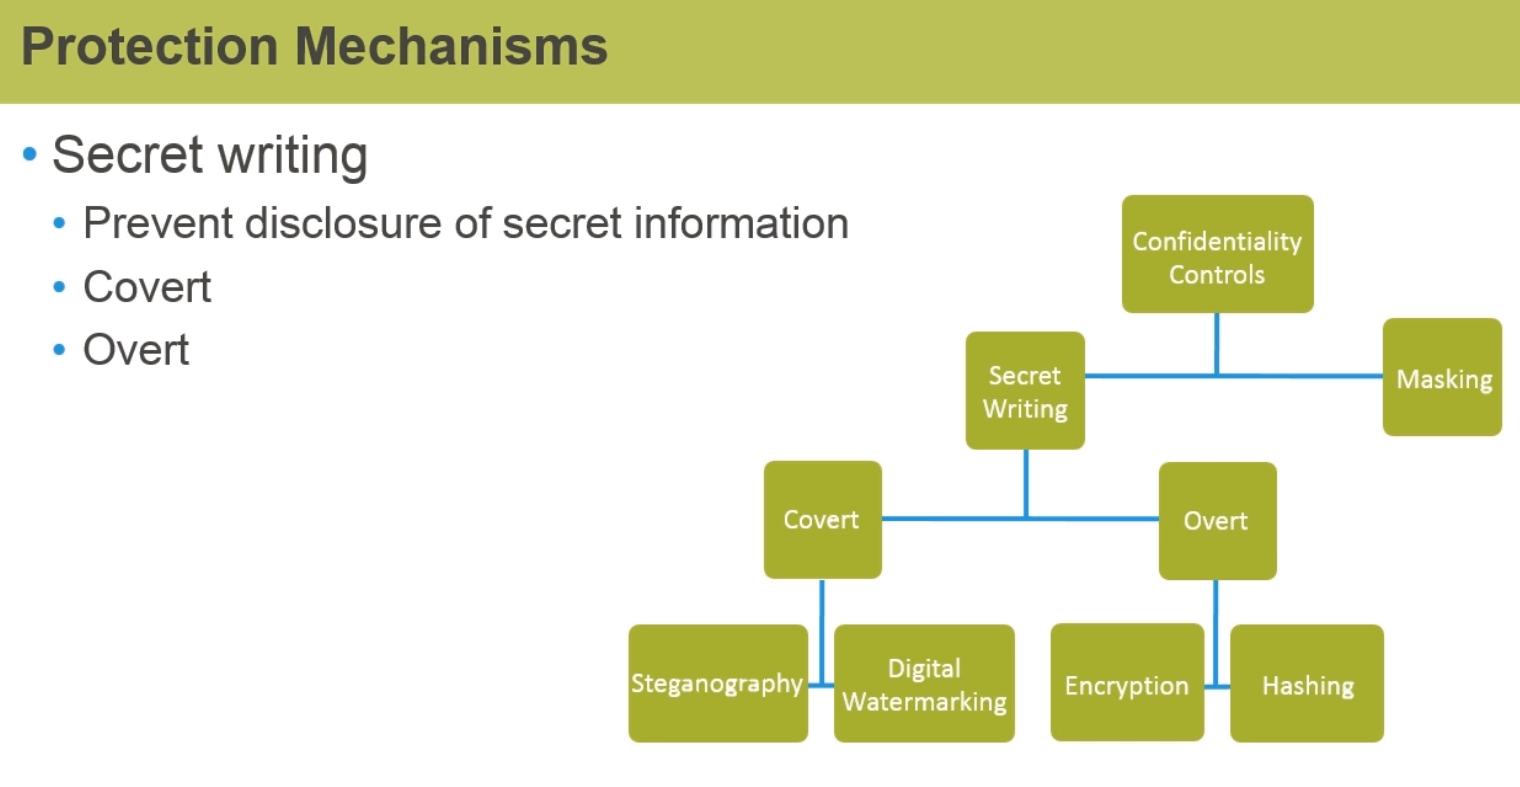 Protection Mechanisms
• Secret writing
• Prevent disclosure of secret information
• Covert
• Overt
Confidentiality
Controls
Secret
Writing
Masking
Covert
Overt
Steganography
Digital
Watermarking
Encryption
Hashing